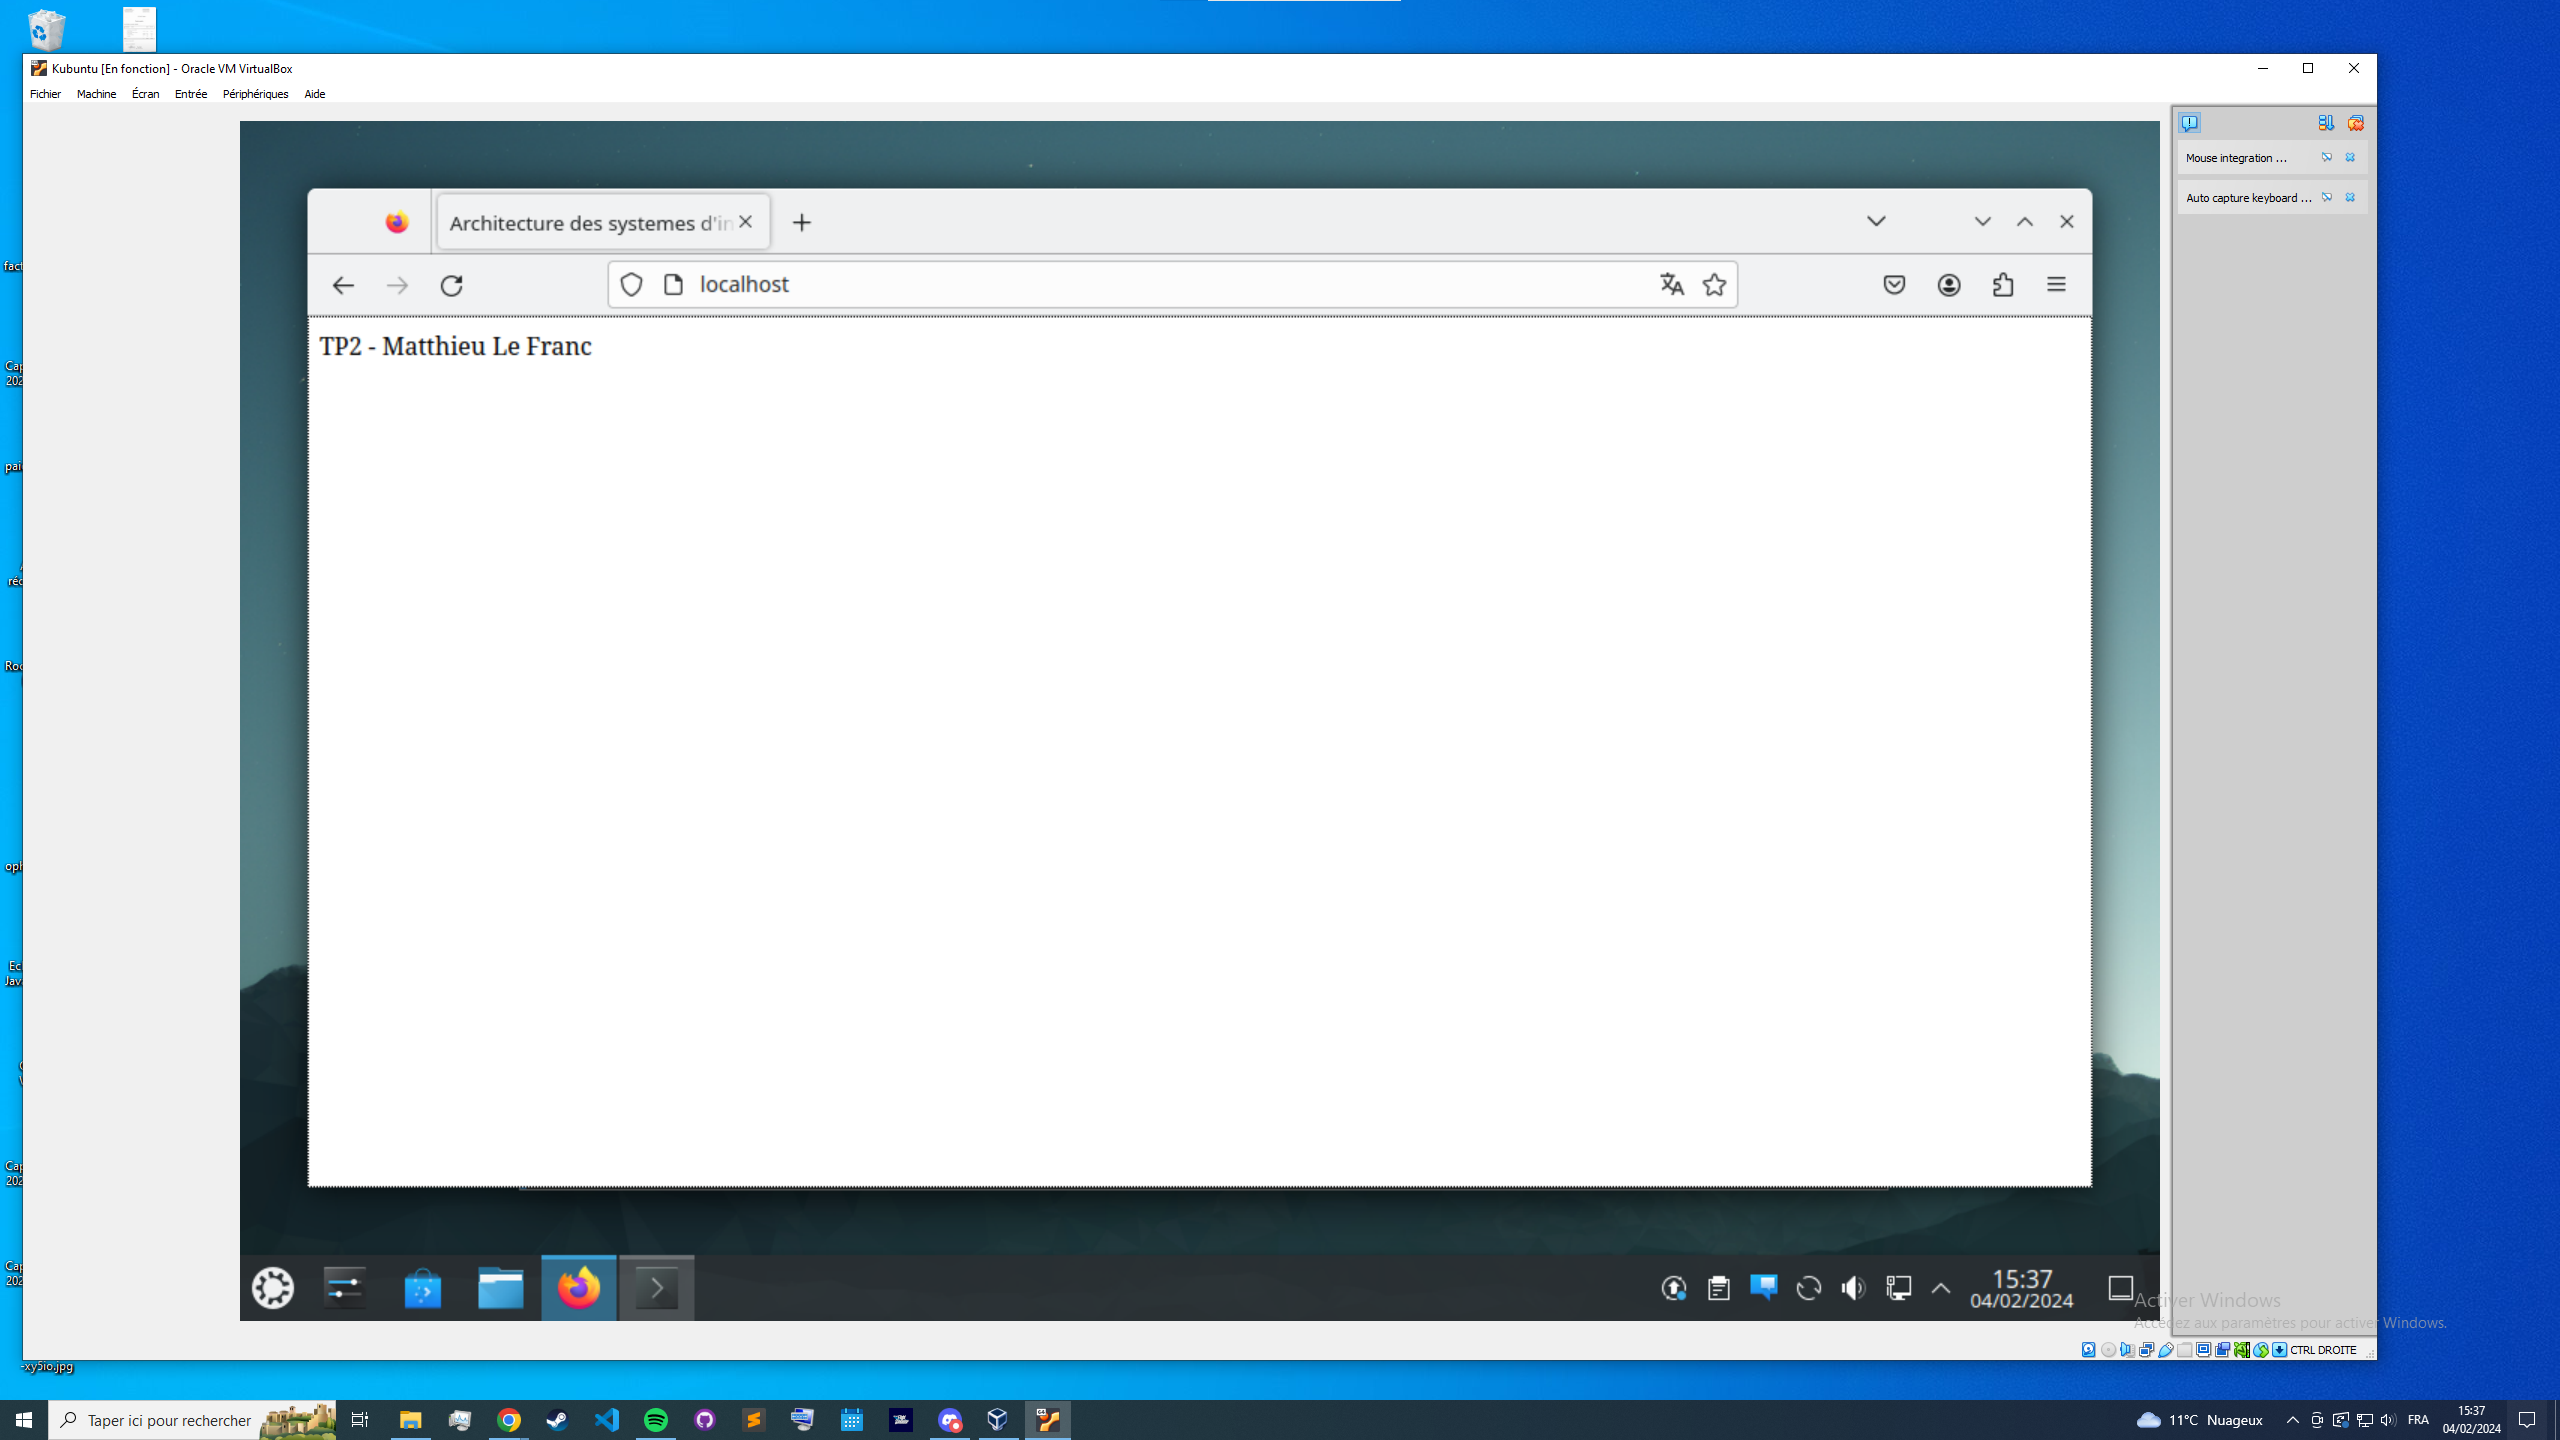 Kubuntu [En fonction] - Oracle VM VirtualBox
Fichier Machine Écran Entrée Périphériques Aide
Mouse integration ...
Auto capture keyboard ...
Architecture des systemes d'in
localhost
TP2 - Matthieu Le Franc
15:37
04/02/2024
Activer Windows
Accédez aux paramètres pour activer Windows.
CTRL DROITE
-xy5io.jpg
Taper ici pour rechercher
11°C Nuageux
FRA
15:37
04/02/2024